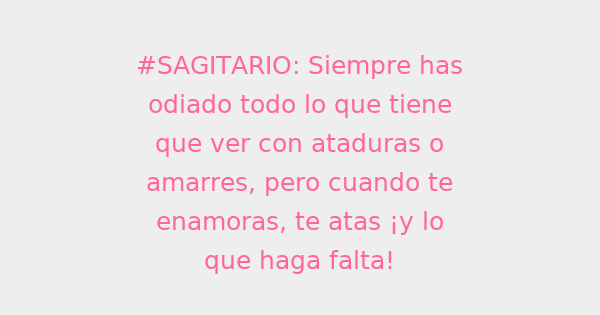 #SAGITARIO: Siempre has
odiado todo lo que tiene
que ver con ataduras o
amarres, pero cuando te
enamoras, te atas ¡y lo
que haga falta!